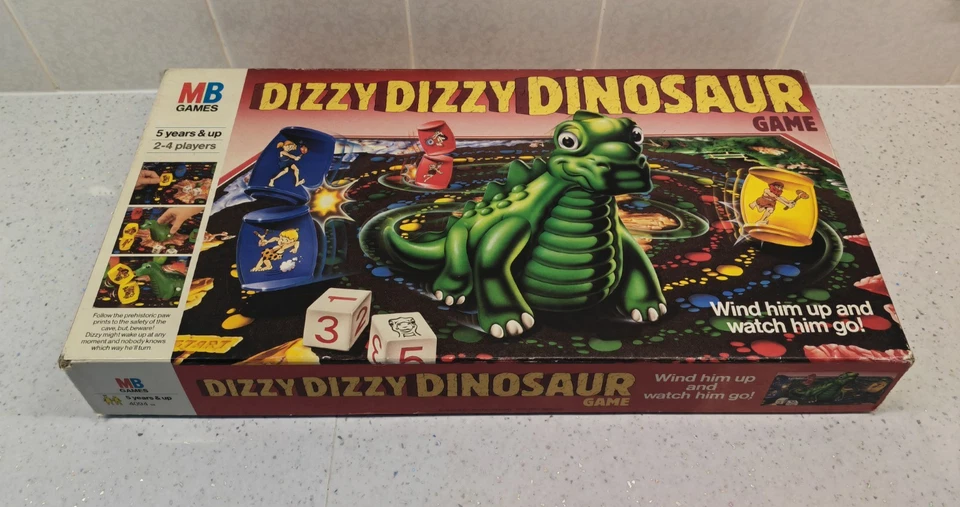 MB
GAMES
5 years & up
2-4 players
Follow the prehistoric paw
prints to the safety of the
cave, but, beware!
Dizzy might wake up at any
moment and nobody knows
which way he'll turn.
DIZZY DIZZY DINOSAUR
GAME
Wind him up and
watch him go!
START
1
3
2
5
MB
GAMES
5 years & up
DIZZY DIZZY DINOSAUR
GAME
Wind him up
and
watch him go!